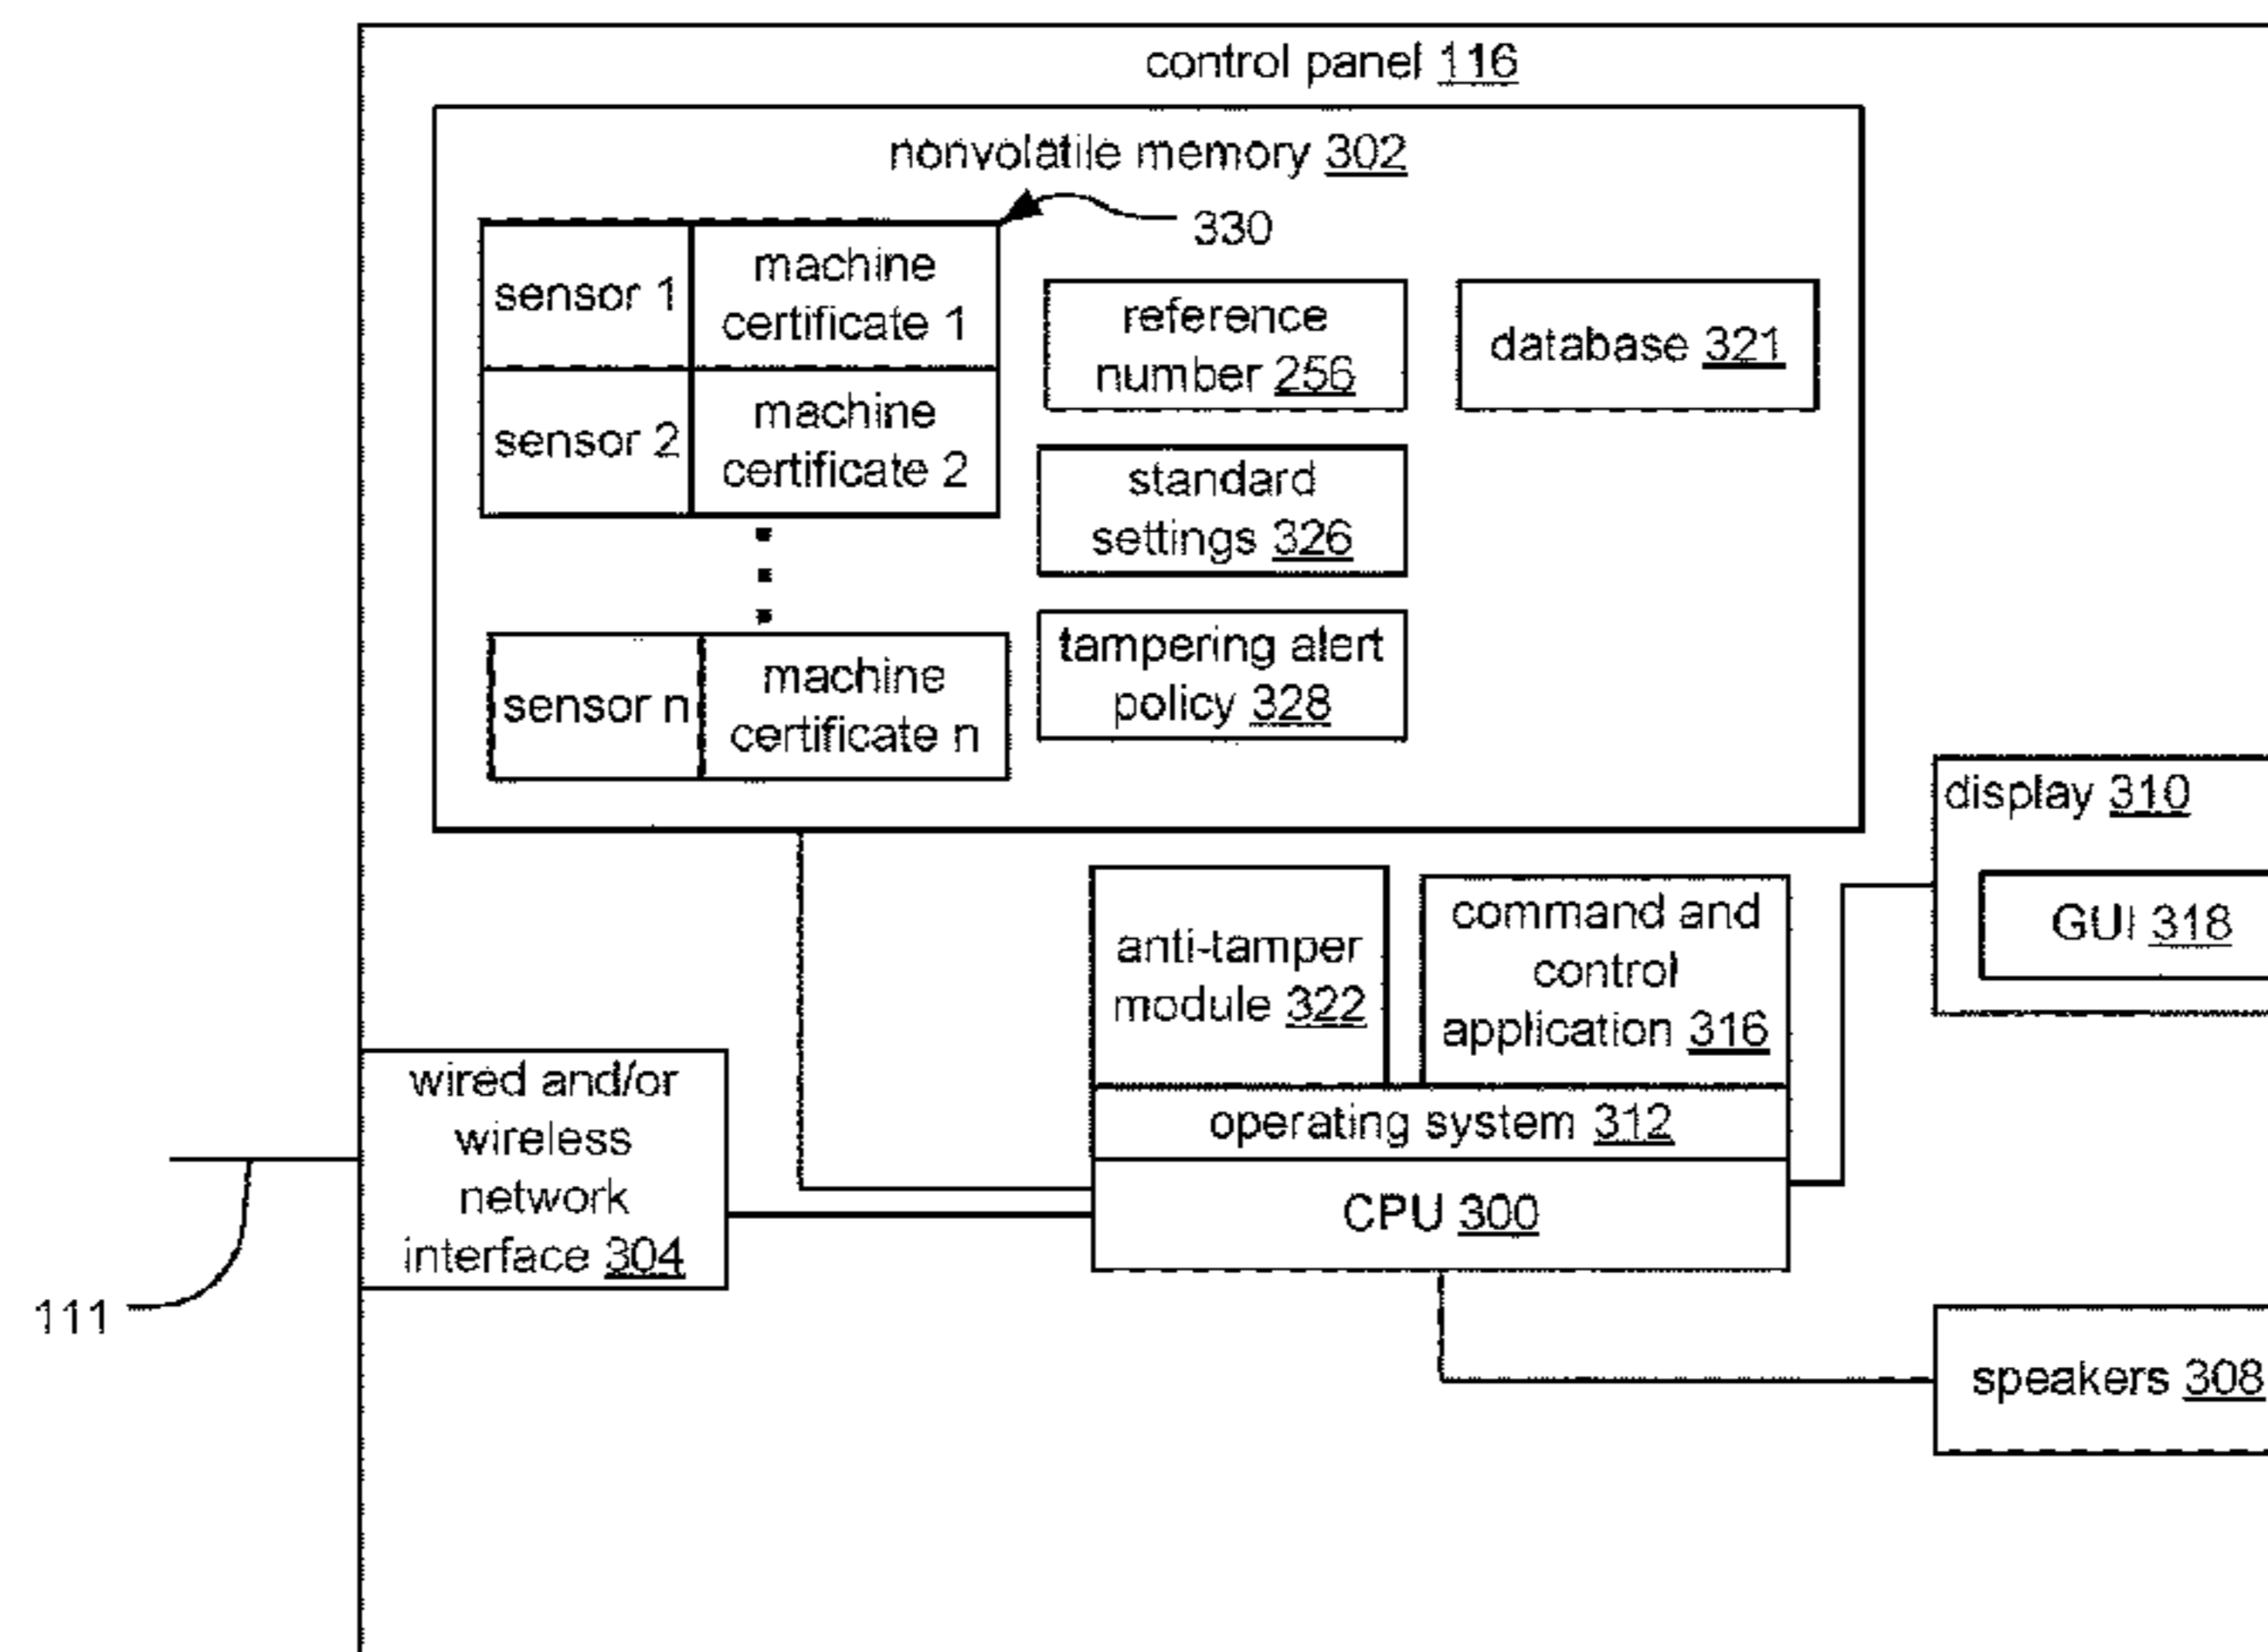 control panel 116
nonvolatile memory 302
330
sensor 1
machine
certificate 1
sensor 2
machine
certificate 2
sensor n
machine
certificate n
reference
number 256
standard
settings 326
tampering alert
policy 328
database 321
display 310
GUI 318
anti-tamper
module 322
command and
control
application 316
operating system 312
CPU 300
wired and/or
wireless
network
interface 304
111
speakers 308